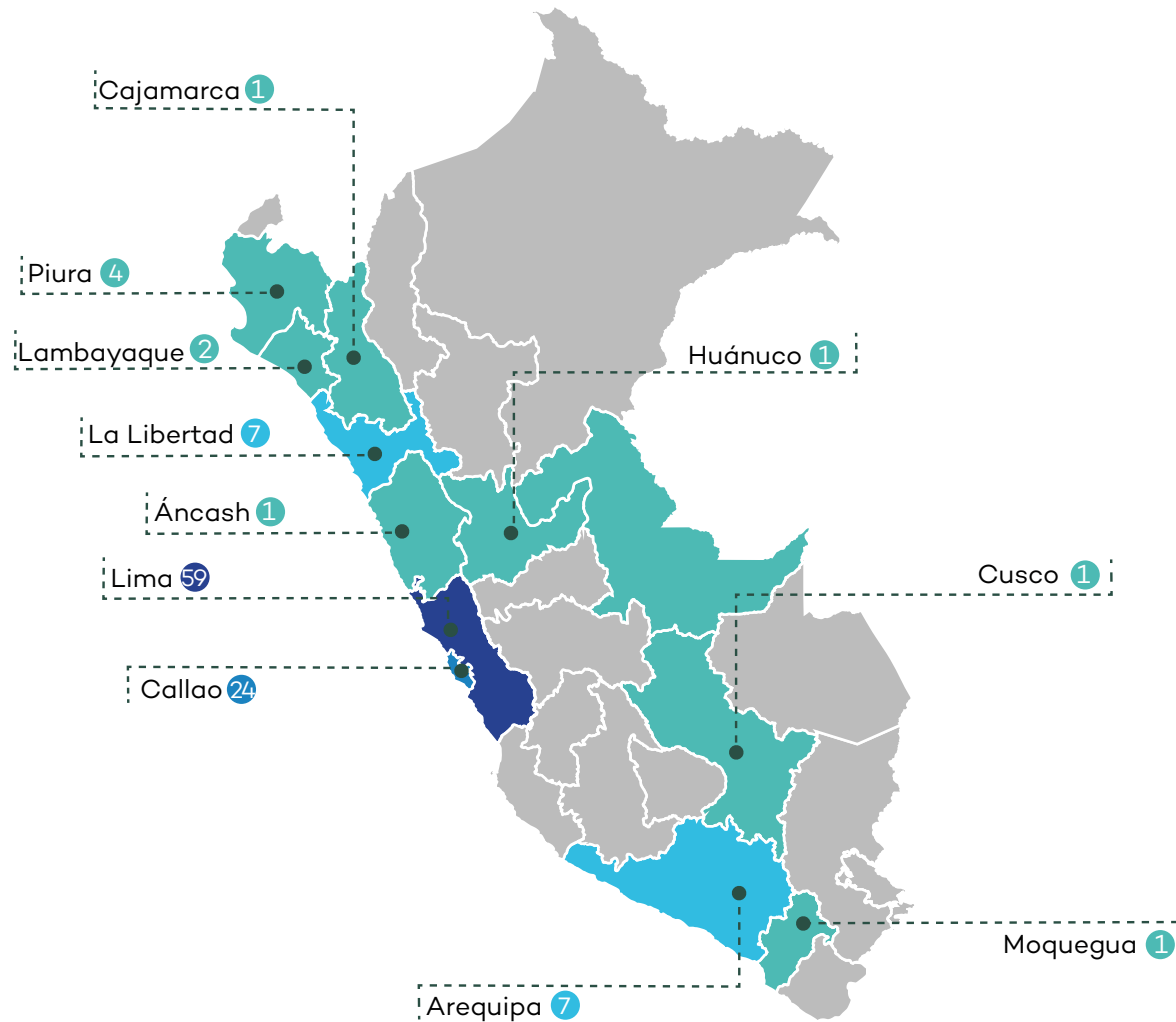 Cajamarca 1
Piura 4
Lambayaque 2
Huánuco 1
La Libertad 7
Áncash 1
Lima 59
Cusco 1
Callao 24
Moquegua 1
Arequipa 7